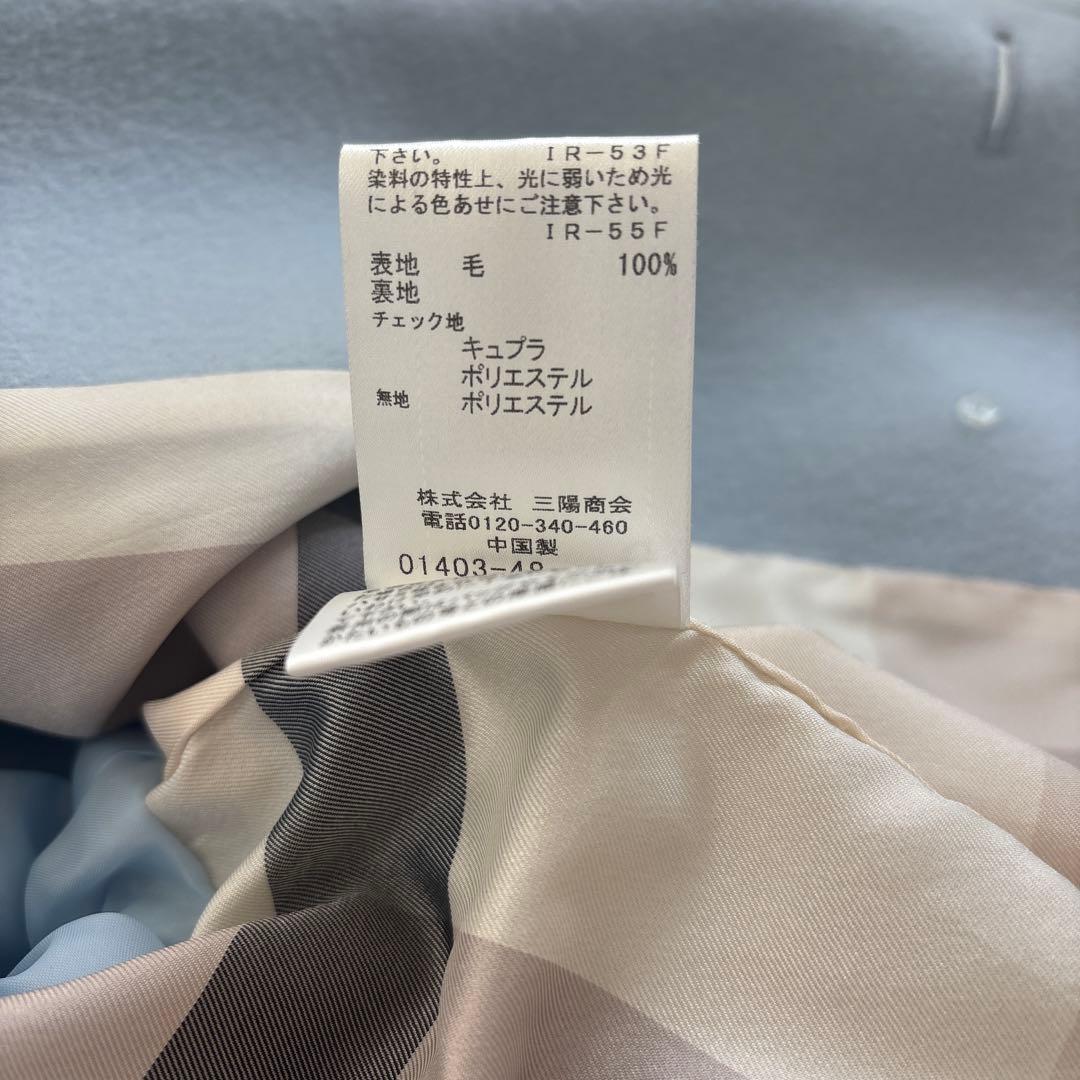 下さい。 IR-53F
染料の特性上、光に弱いため光
による色あせにご注意下さい。
IR-55F
表地 毛 100%
裏地
チェック地
キュプラ
ポリエステル
無地 ポリエステル
株式会社 三陽商会
電話0120-340-460
中国製
01403-48